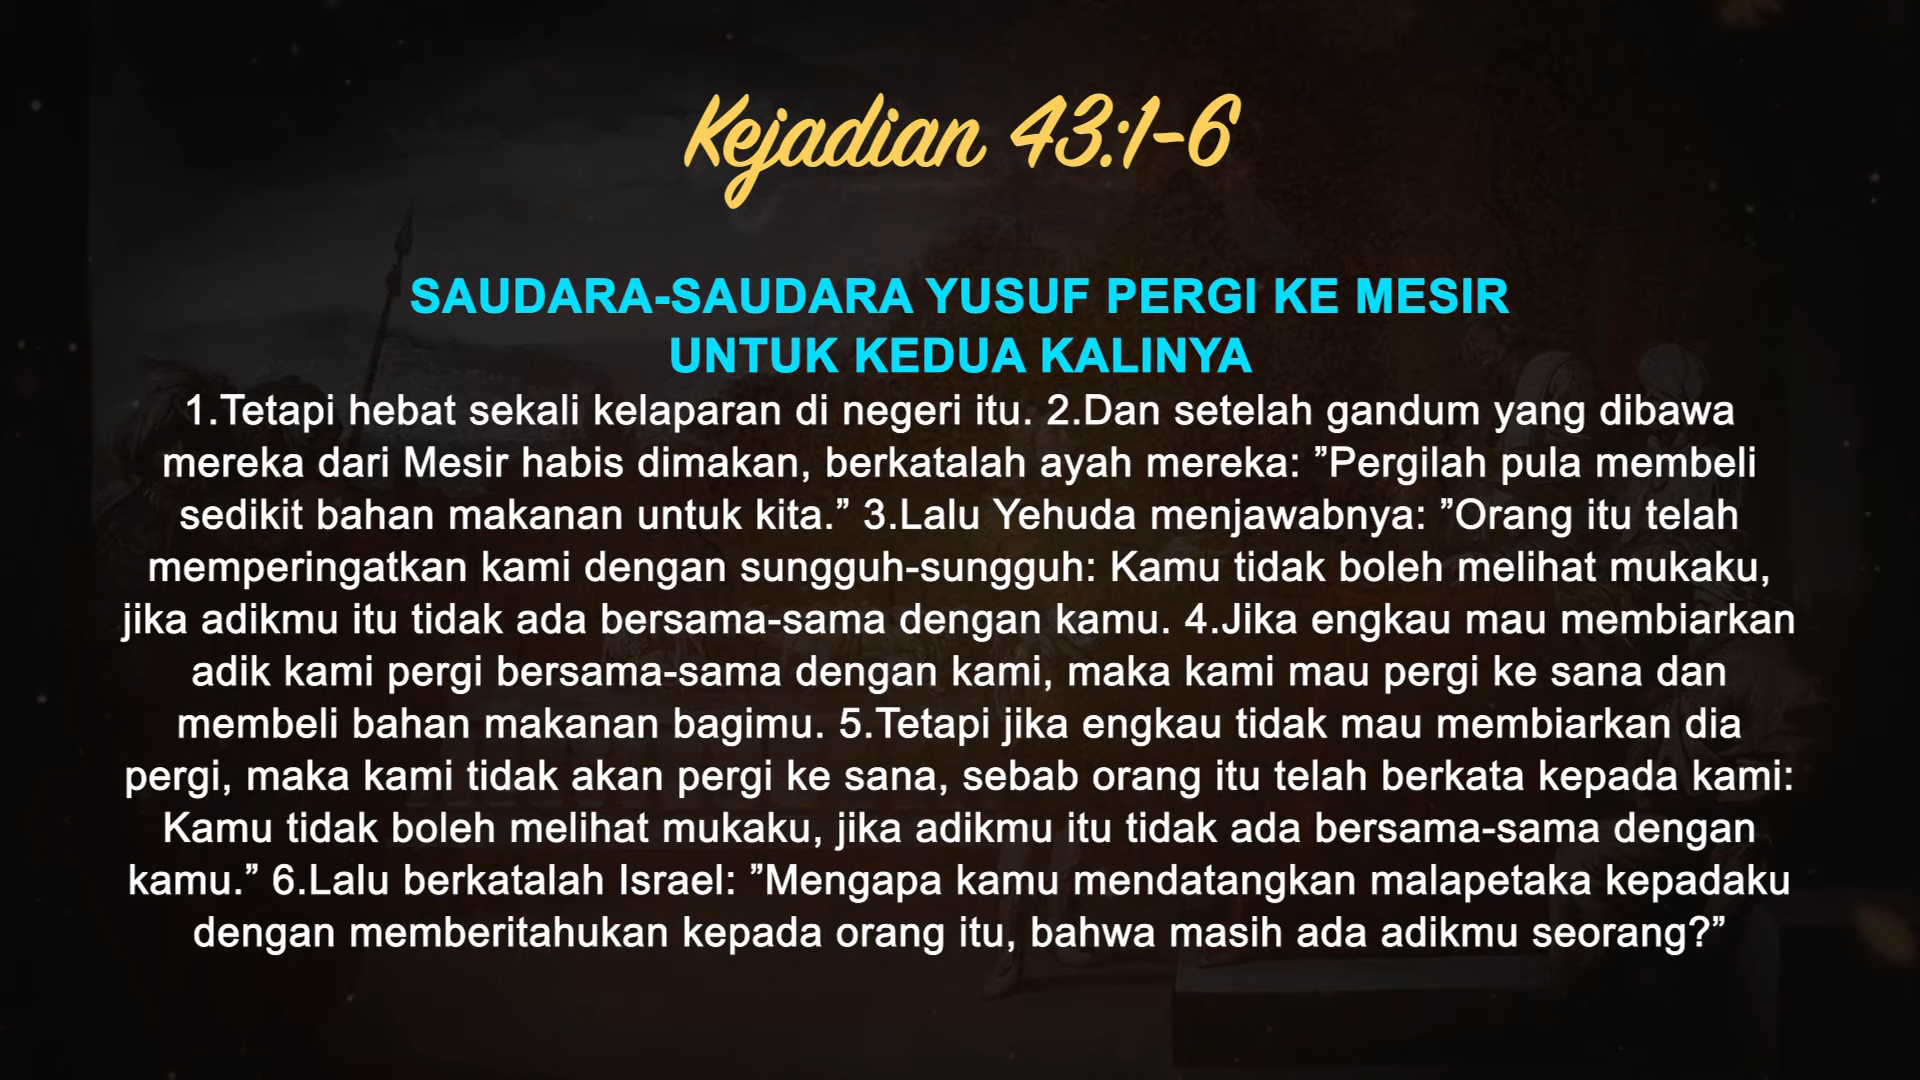 Kejadian 43:1-6
SAUDARA-SAUDARA YUSUF PERGI KE MESIR
UNTUK KEDUA KALINYA
1.Tetapi hebat sekali kelaparan di negeri itu. 2.Dan setelah gandum yang dibawa
mereka dari Mesir habis dimakan, berkatalah ayah mereka: ”Pergilah pula membeli
sedikit bahan makanan untuk kita.” 3.Lalu Yehuda menjawabnya: ”Orang itu telah
memperingatkan kami dengan sungguh-sungguh: Kamu tidak boleh melihat mukaku,
jika adikmu itu tidak ada bersama-sama dengan kamu. 4.Jika engkau mau membiarkan
adik kami pergi bersama-sama dengan kami, maka kami mau pergi ke sana dan
membeli bahan makanan bagimu. 5.Tetapi jika engkau tidak mau membiarkan dia
pergi, maka kami tidak akan pergi ke sana, sebab orang itu telah berkata kepada kami:
Kamu tidak boleh melihat mukaku, jika adikmu itu tidak ada bersama-sama dengan
kamu.” 6.Lalu berkatalah Israel: ”Mengapa kamu mendatangkan malapetaka kepadaku
dengan memberitahukan kepada orang itu, bahwa masih ada adikmu seorang?”